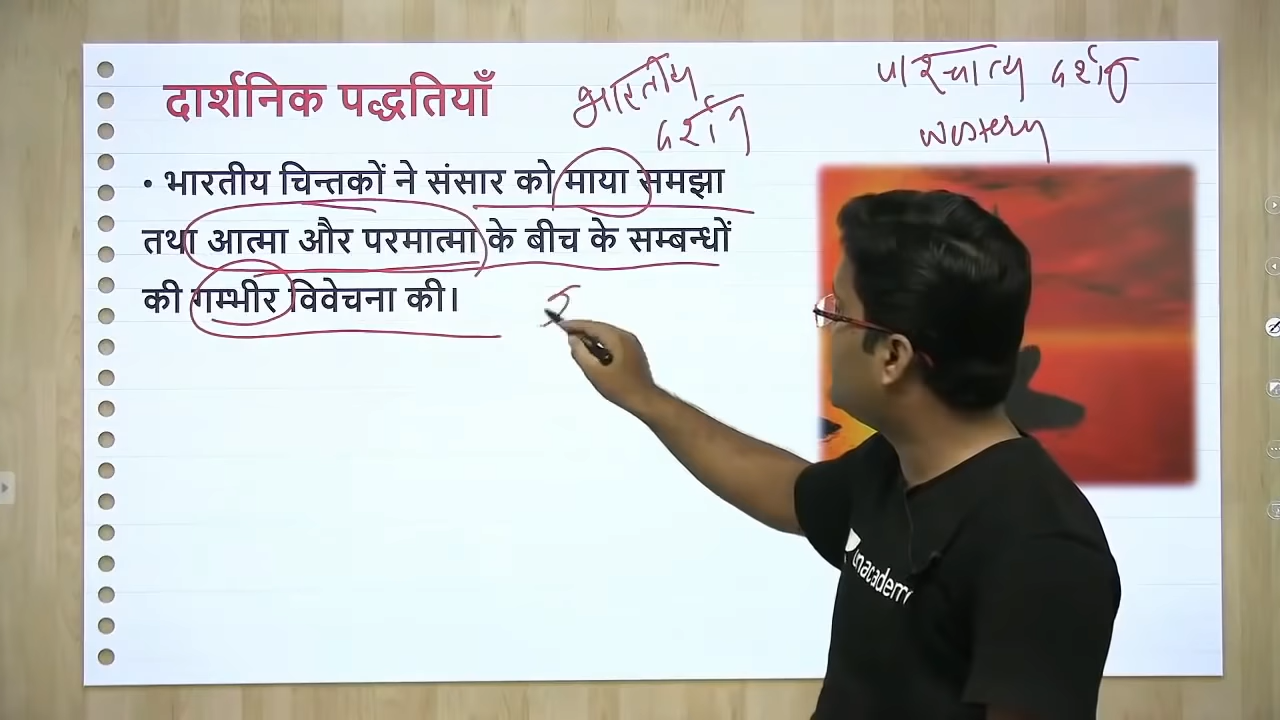 दार्शनिक पद्धतियाँ
भारतीय
दर्शन
पाश्चात्य दर्शन
western
• भारतीय चिन्तकों ने संसार को माया समझा
तथा आत्मा और परमात्मा के बीच के सम्बन्धों
की गम्भीर विवेचना की।
unacademy